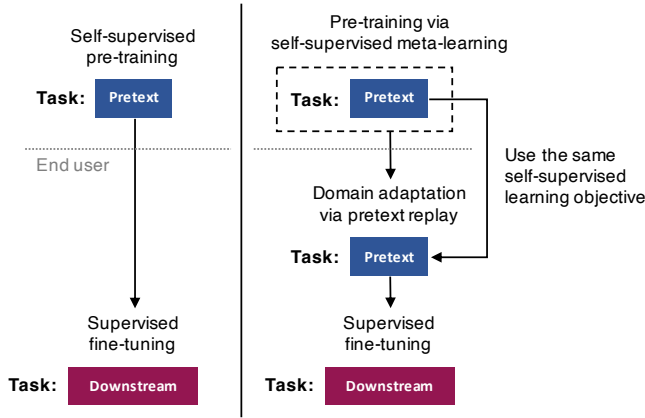 Self-supervised
pre-training
Task: Pretext
End user
Supervised
fine-tuning
Task: Downstream
Pre-training via
self-supervised meta-learning
Task: Pretext
Use the same
self-supervised
learning objective
Domain adaptation
via pretext replay
Task: Pretext
Supervised
fine-tuning
Task: Downstream